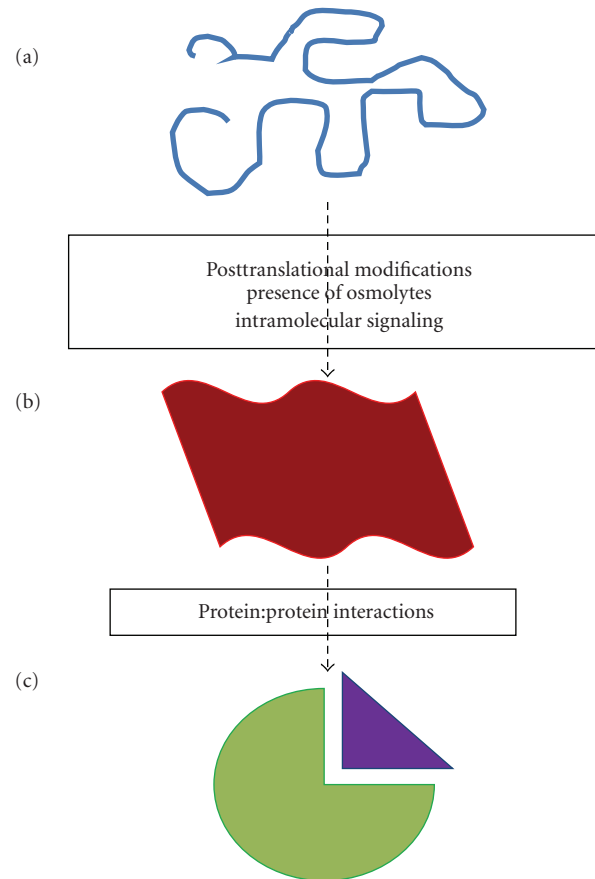 (a)
Posttranslational modifications
presence of osmolytes
intramolecular signaling
(b)
Protein:protein interactions
(c)